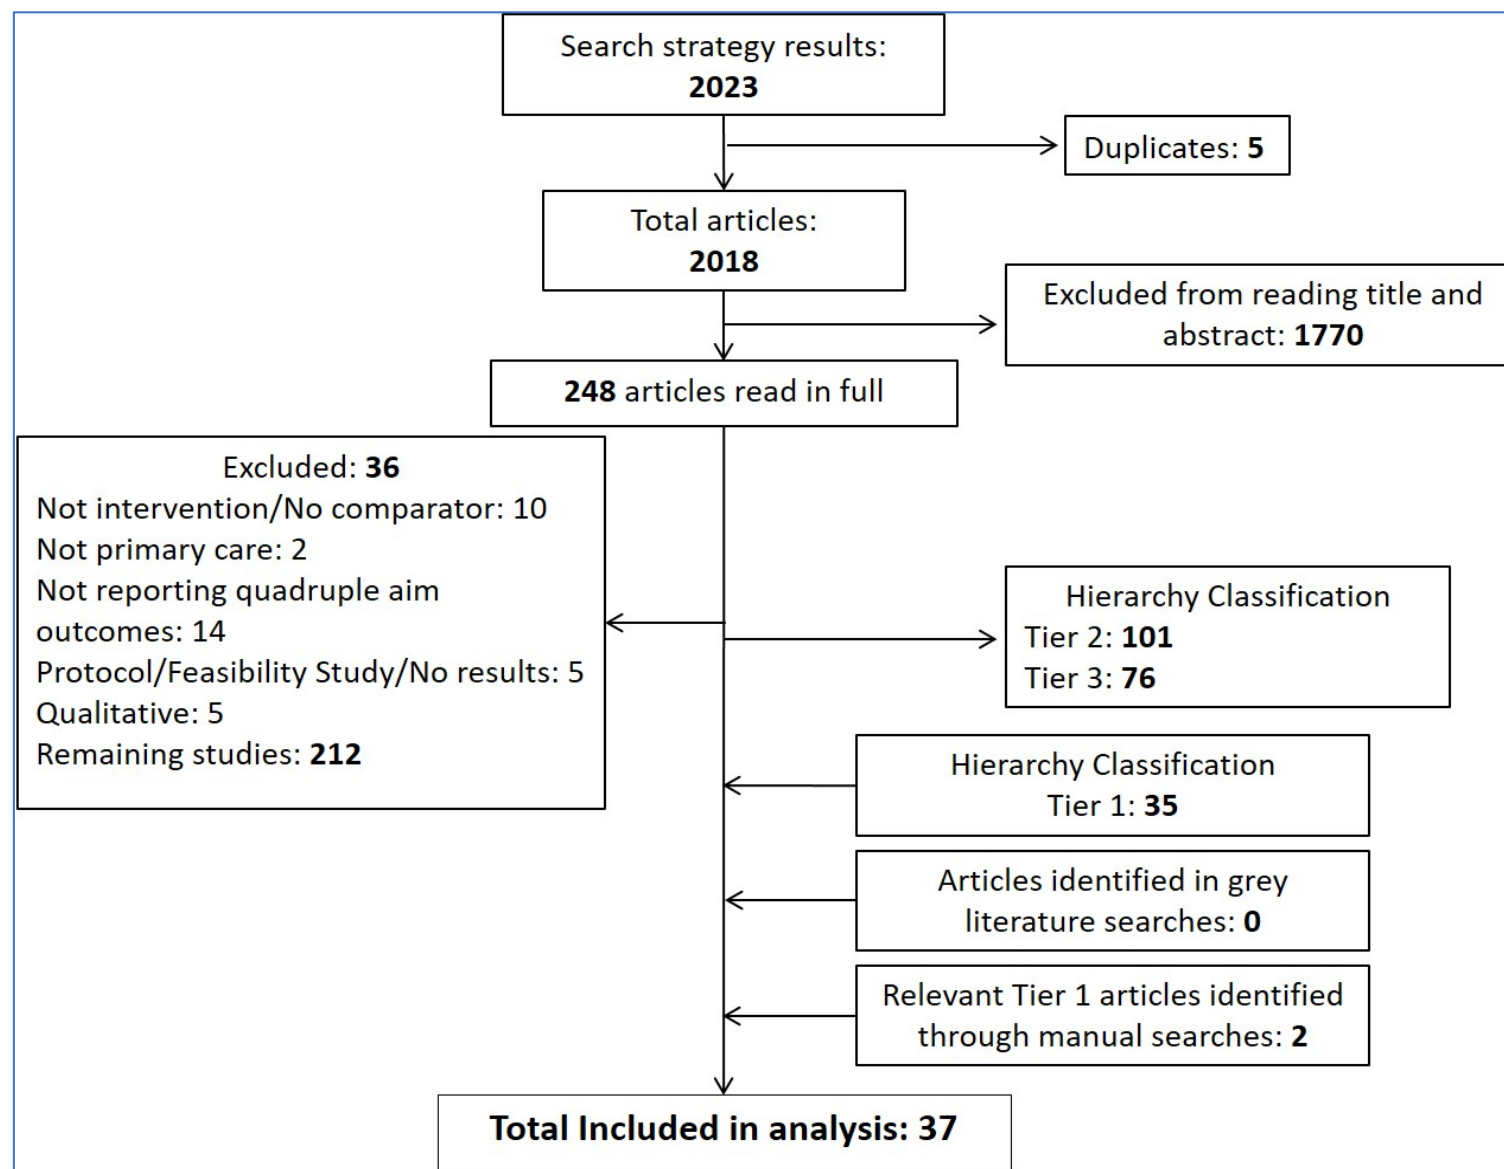 Search strategy results:
2023
Duplicates: 5
Total articles:
2018
Excluded from reading title and
abstract: 1770
248 articles read in full
Excluded: 36
Not intervention/No comparator: 10
Not primary care: 2
Not reporting quadruple aim
outcomes: 14
Protocol/Feasibility Study/No results: 5
Qualitative: 5
Remaining studies: 212
Hierarchy Classification
Tier 2: 101
Tier 3: 76
Hierarchy Classification
Tier 1: 35
Articles identified in grey
literature searches: 0
Relevant Tier 1 articles identified
through manual searches: 2
Total Included in analysis: 37